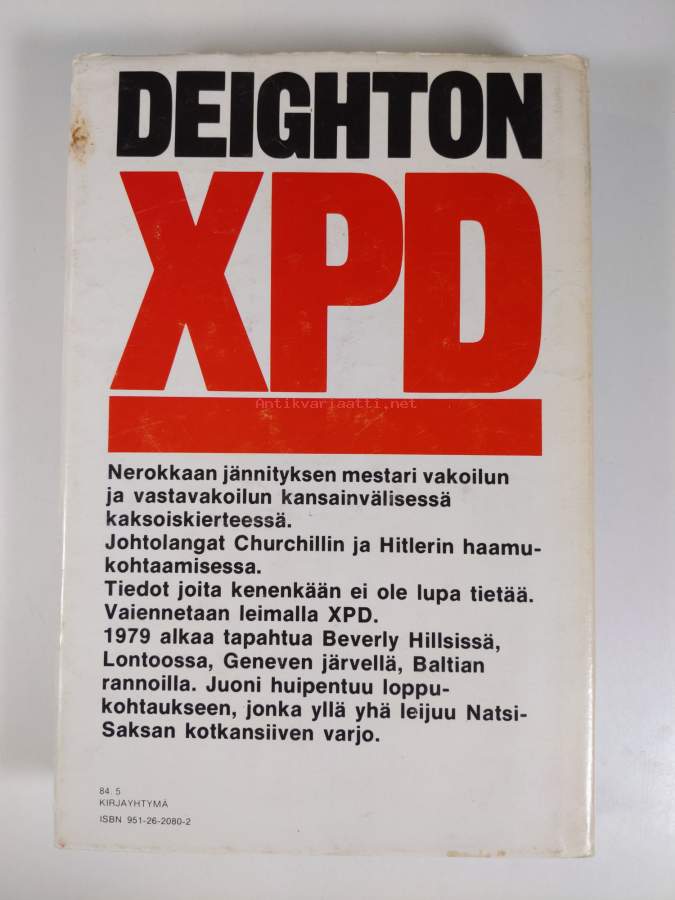 DEIGHTON
XPD
Antikvariaatti.net
Nerokkaan jännityksen mestari vakoilun
ja vastavakoilun kansainvälisessä
kaksoiskierteessä.
Johtolangat Churchillin ja Hitlerin haamu-
kohtaamisessa.
Tiedot joita kenenkään ei ole lupa tietää.
Vaiennetaan leimalla XPD.
1979 alkaa tapahtua Beverly Hillsissä,
Lontoossa, Geneven järvellä, Baltian
rannoilla. Juoni huipentuu loppu-
kohtaukseen, jonka yllä yhä leijuu Natsi-
Saksan kotkansiiven varjo.
84.5
KIRJAYHTYMÄ
ISBN 951-26-2080-2